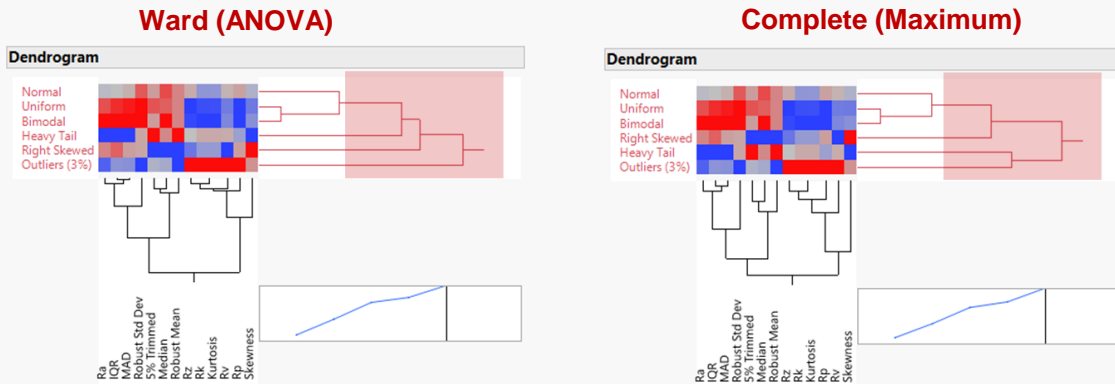 Ward (ANOVA)
Dendrogram
Normal
Uniform
Bimodal
Heavy Tail
Right Skewed
Outliers (3%)
Ra
IQR
MAD
Robust Std Dev
5% Trimmed
Median
Robust Mean
Rz
Rk
Kurtosis
Rv
Rp
Skewness
Complete (Maximum)
Dendrogram
Normal
Uniform
Bimodal
Right Skewed
Heavy Tail
Outliers (3%)
Ra
IQR
MAD
Robust Std Dev
5% Trimmed
Median
Robust Mean
Rz
Rk
Kurtosis
Rp
Rv
Skewness